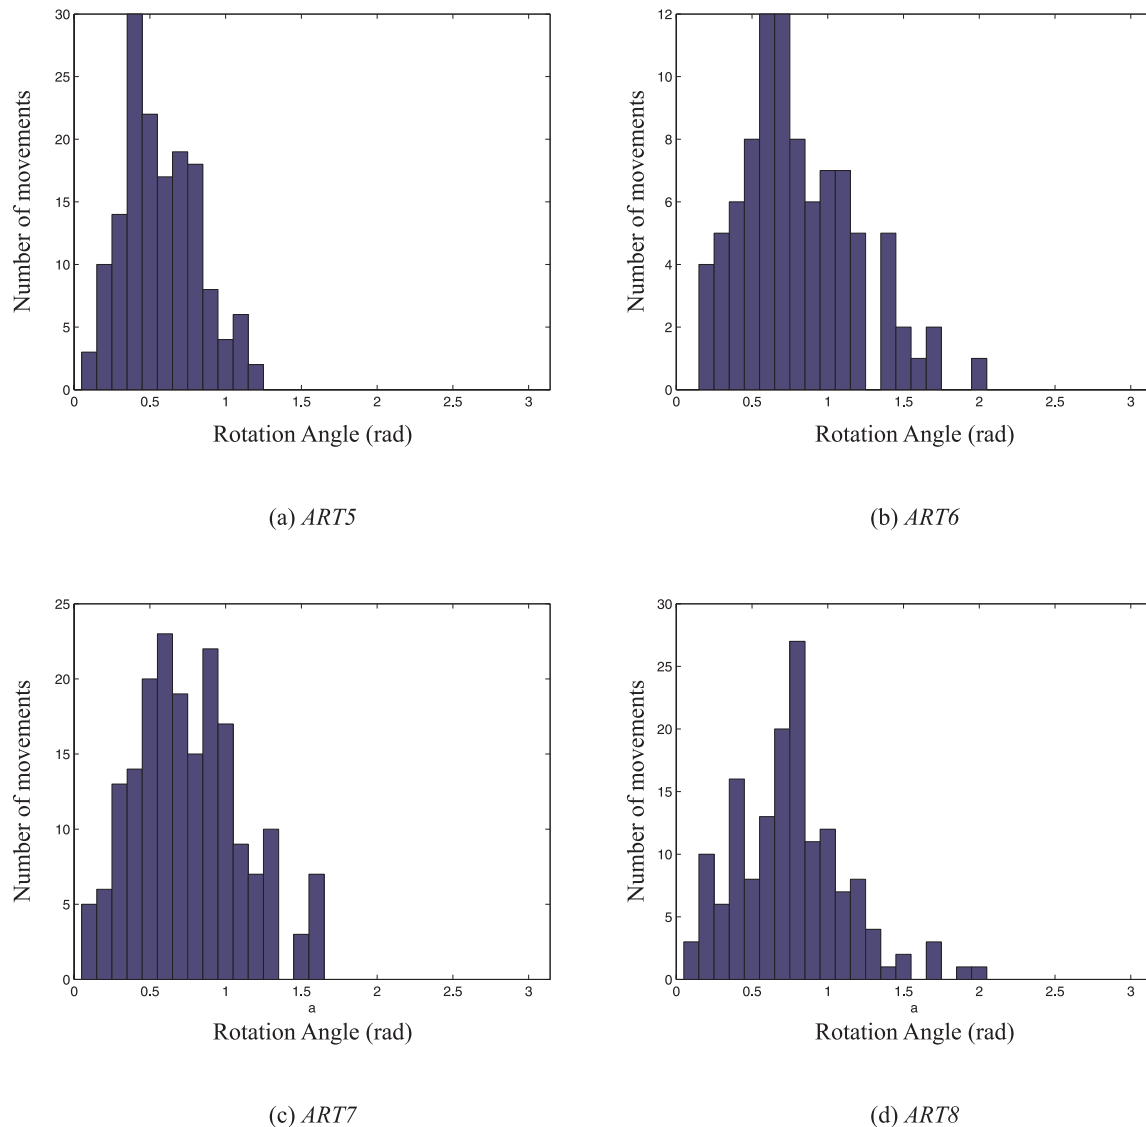 30
25
20
15
10
5
0
Number of movements
0 0.5 1 1.5 2 2.5 3
Rotation Angle (rad)
(a) ART5
12
10
8
6
4
2
0
Number of movements
0 0.5 1 1.5 2 2.5 3
Rotation Angle (rad)
(b) ART6
25
20
15
10
5
0
Number of movements
0 0.5 1 1.5 2 2.5 3
a
Rotation Angle (rad)
(c) ART7
30
25
20
15
10
5
0
Number of movements
0 0.5 1 1.5 2 2.5 3
a
Rotation Angle (rad)
(d) ART8